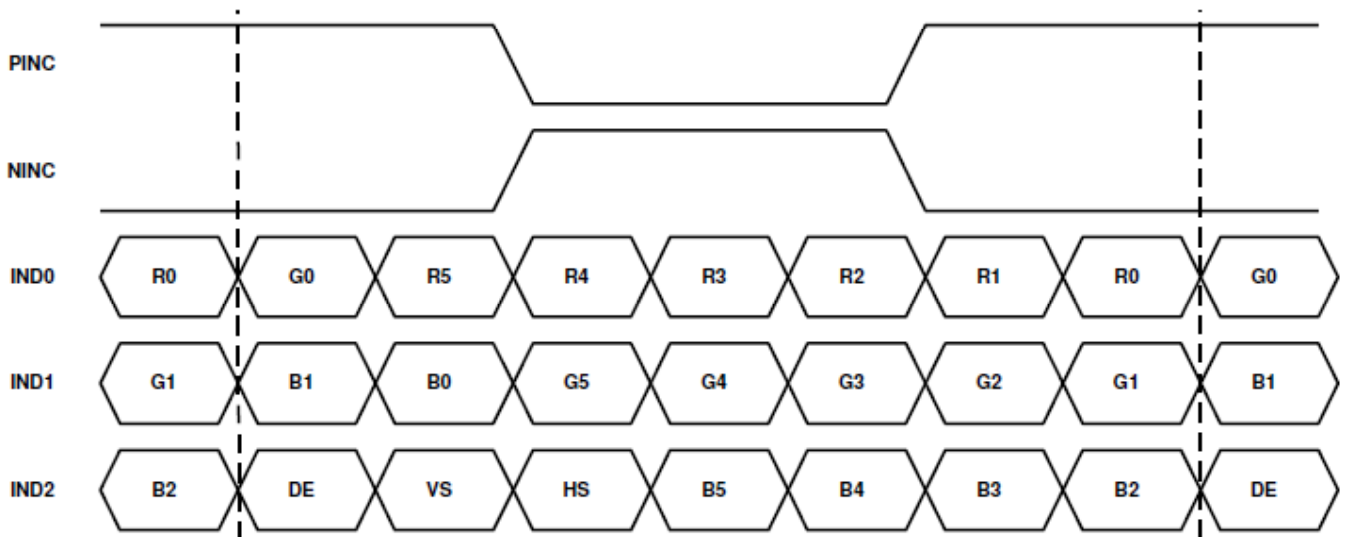 PINC
NINC
IND0 R0 G0 R5 R4 R3 R2 R1 R0 G0
IND1 G1 B1 B0 G5 G4 G3 G2 G1 B1
IND2 B2 DE VS HS B5 B4 B3 B2 DE